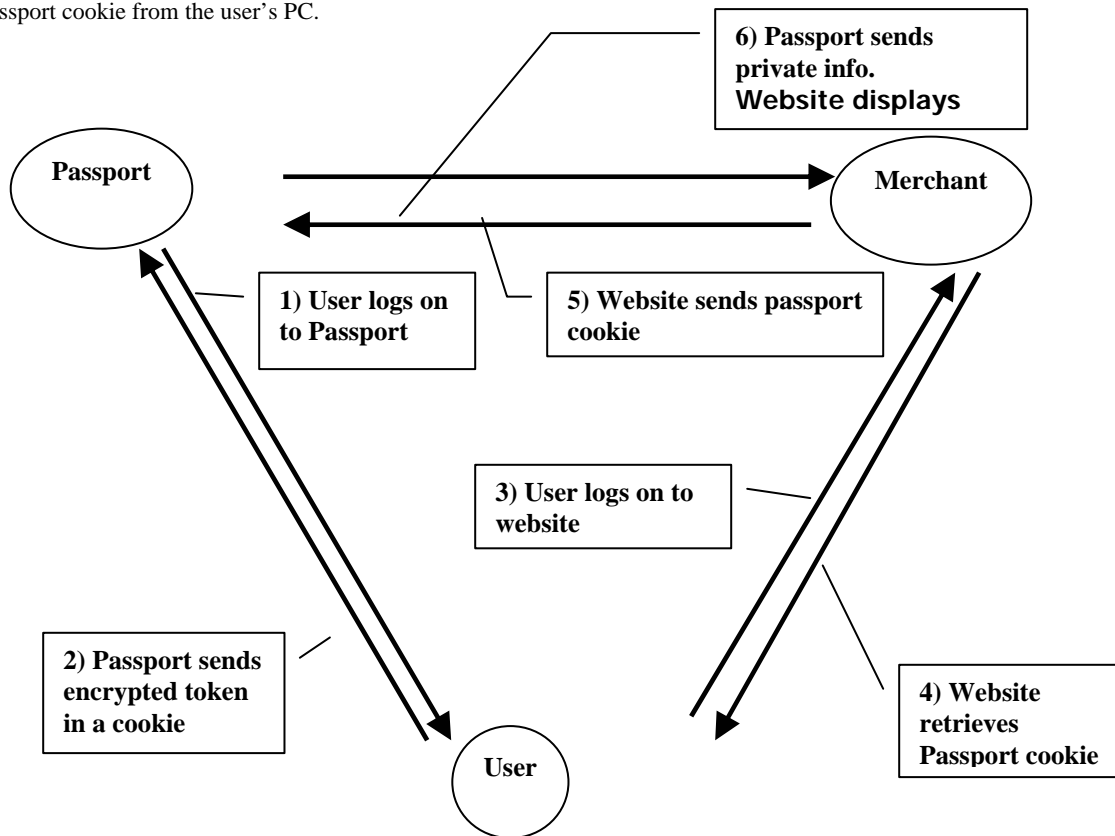 ssport cookie from the user's PC.
6) Passport sends
private info.
Website displays
Passport
Merchant
1) User logs on
to Passport
5) Website sends passport
cookie
3) User logs on to
website
2) Passport sends
encrypted token
in a cookie
4) Website
retrieves
Passport cookie
User